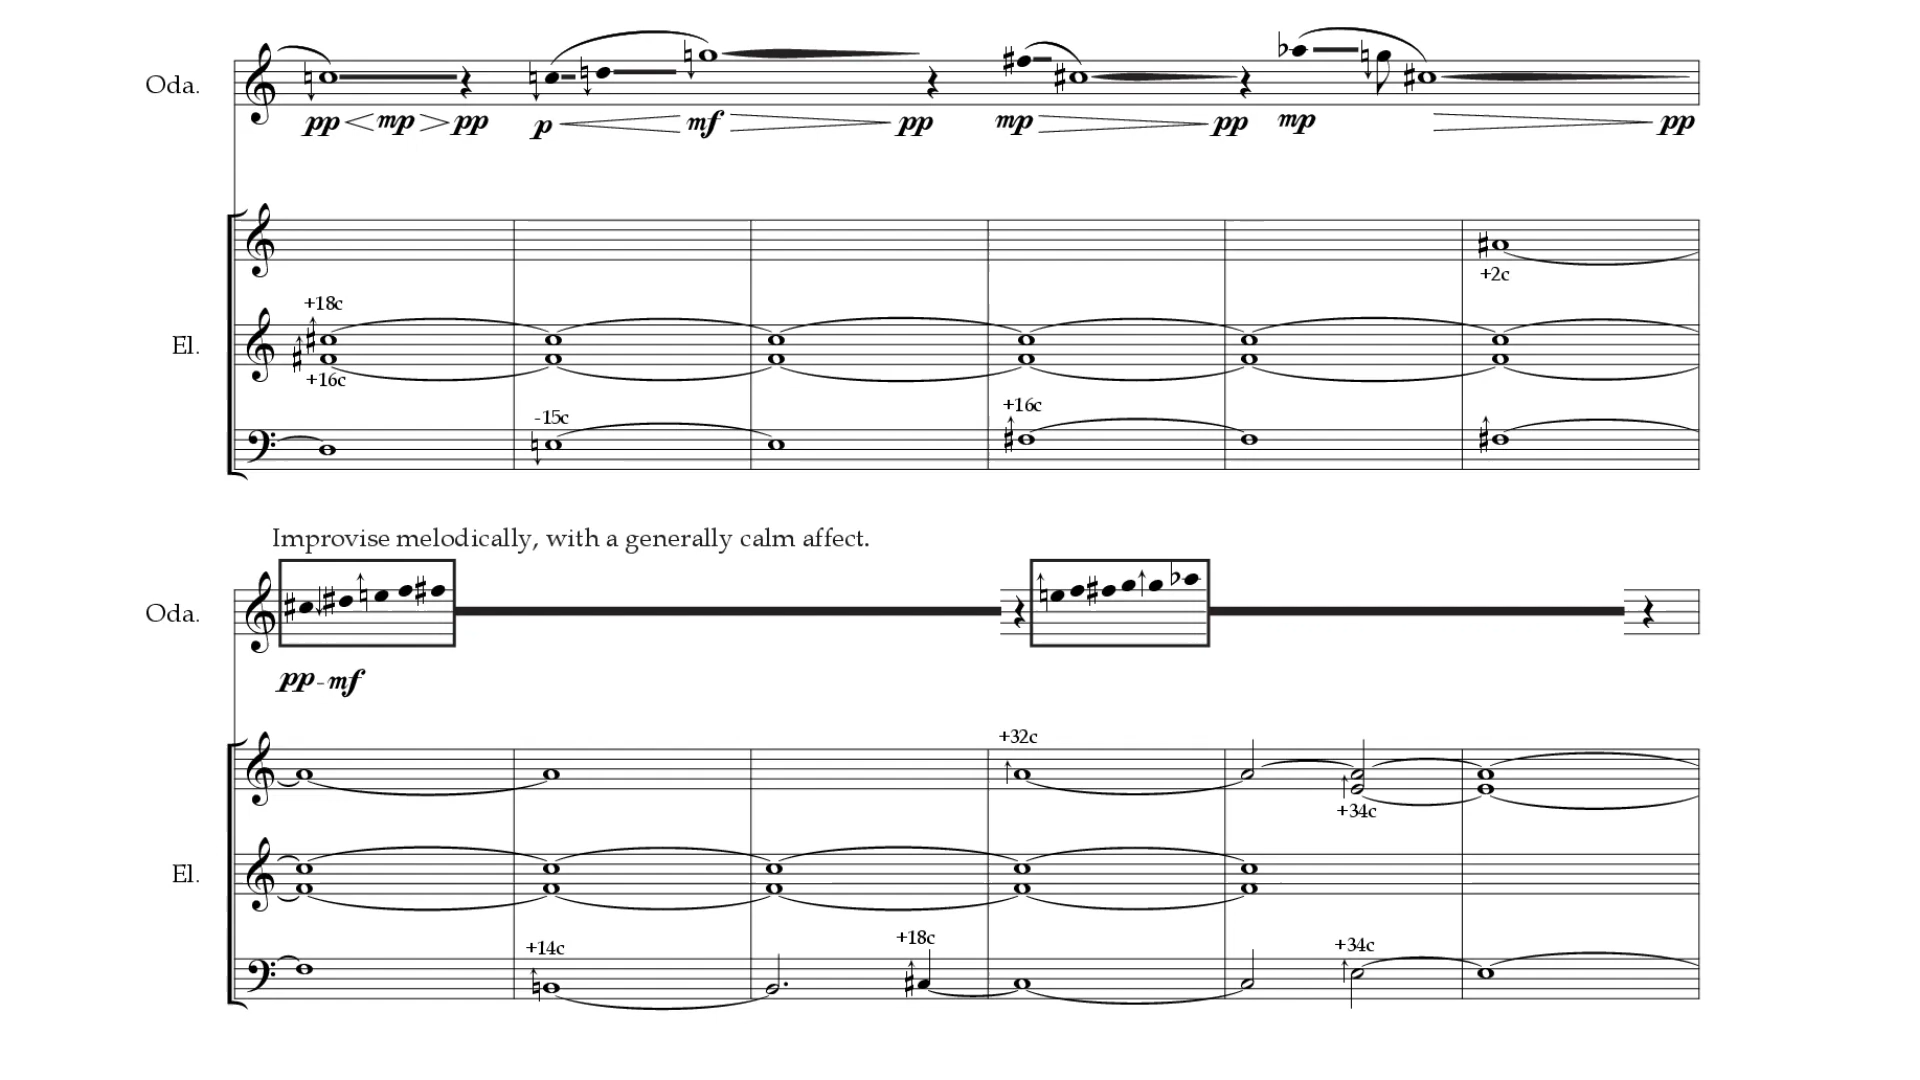 Oda.
pp mp pp p mf pp mp pp mp pp
+2c
+18c
El.
+16c
-15c +16c
Improvise melodically, with a generally calm affect.
Oda.
pp - mf
+32c
+34c
El.
+14c +18c +34c